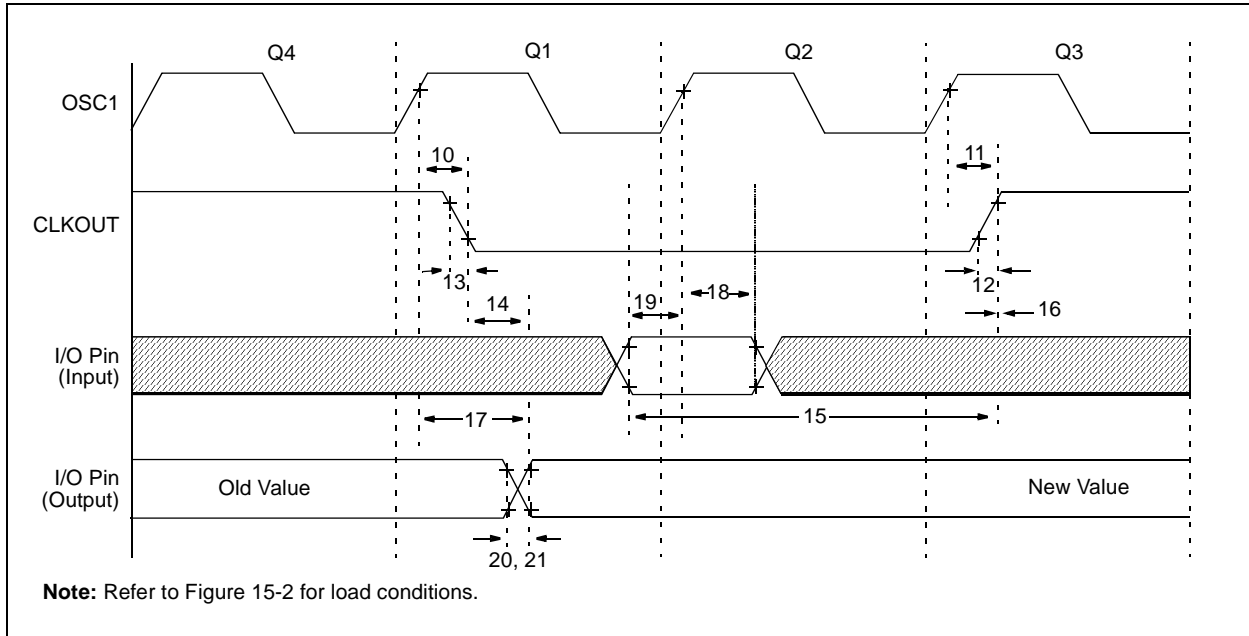 Q4 Q1 Q2 Q3
OSC1
10 11
CLKOUT
13 12
14 19 18 16
I/O Pin
(Input)
17 15
I/O Pin
(Output)
Old Value New Value
20, 21
Note: Refer to Figure 15-2 for load conditions.